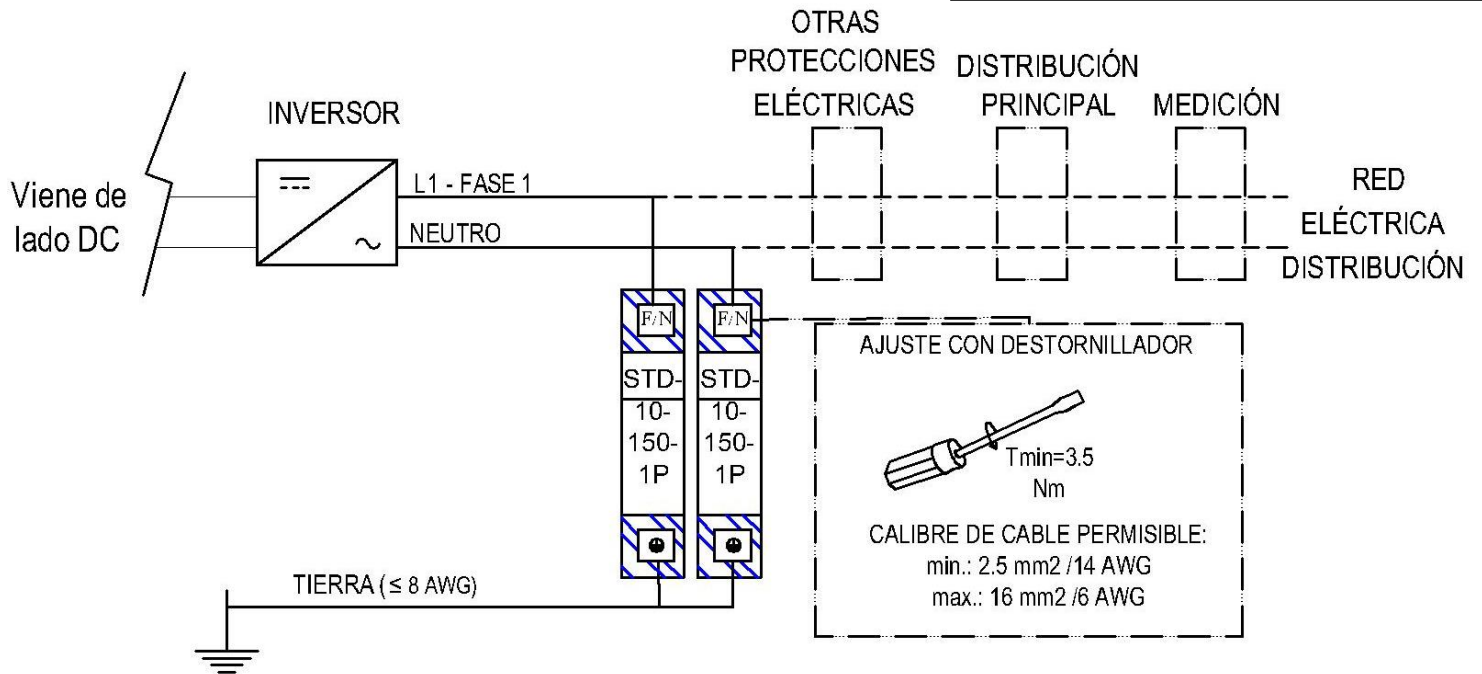 OTRAS
PROTECCIONES
ELÉCTRICAS
DISTRIBUCIÓN
PRINCIPAL
MEDICIÓN
INVERSOR
Viene de
lado DC
L1 - FASE 1
NEUTRO
RED
ELÉCTRICA
DISTRIBUCIÓN
F/N
F/N
STD-
10-
150-
1P
STD-
10-
150-
1P
AJUSTE CON DESTORNILLADOR
Tmin=3.5
Nm
CALIBRE DE CABLE PERMISIBLE:
min.: 2.5 mm2 /14 AWG
max.: 16 mm2 /6 AWG
TIERRA ( ≤ 8 AWG)